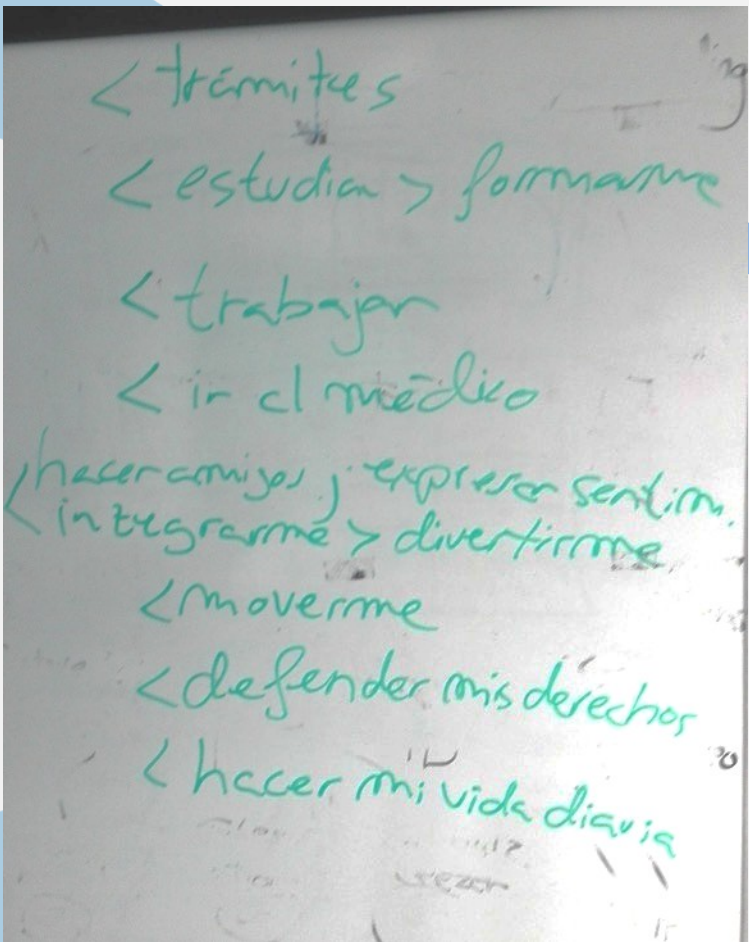 < trámites
< estudiar > formarme
< trabajar
< ir al médico
hacer amigos, expresar sentim.
< integrarme > divertirme
< moverme
< defender mis derechos
< hacer mi vida diaria